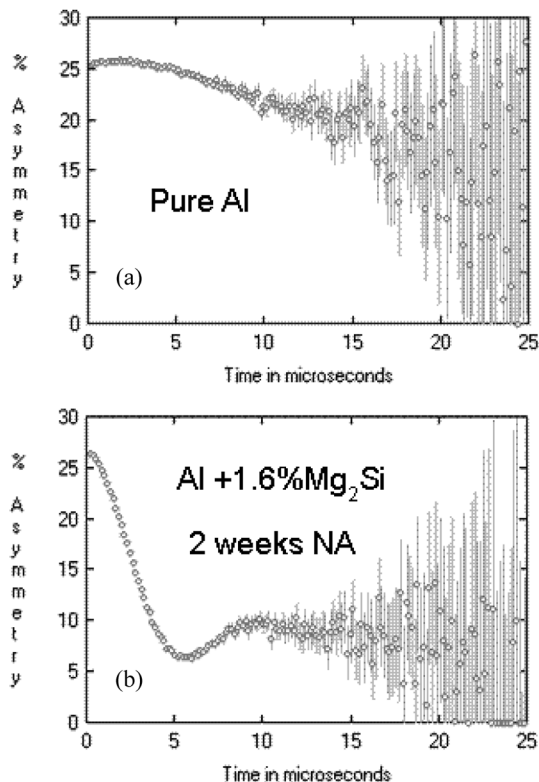 30
25
20
15
10
5
0
% Asymmetry
Pure Al
(a)
0 5 10 15 20 25
Time in microseconds
30
25
20
15
10
5
0
% Asymmetry
Al +1.6%Mg₂Si
2 weeks NA
(b)
0 5 10 15 20 25
Time in microseconds